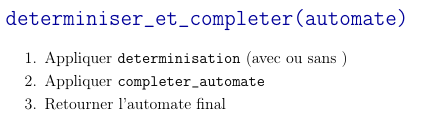 determiniser_et_completer(automate)
1. Appliquer determinisation (avec ou sans )
2. Appliquer completer_automate
3. Retourner l'automate final